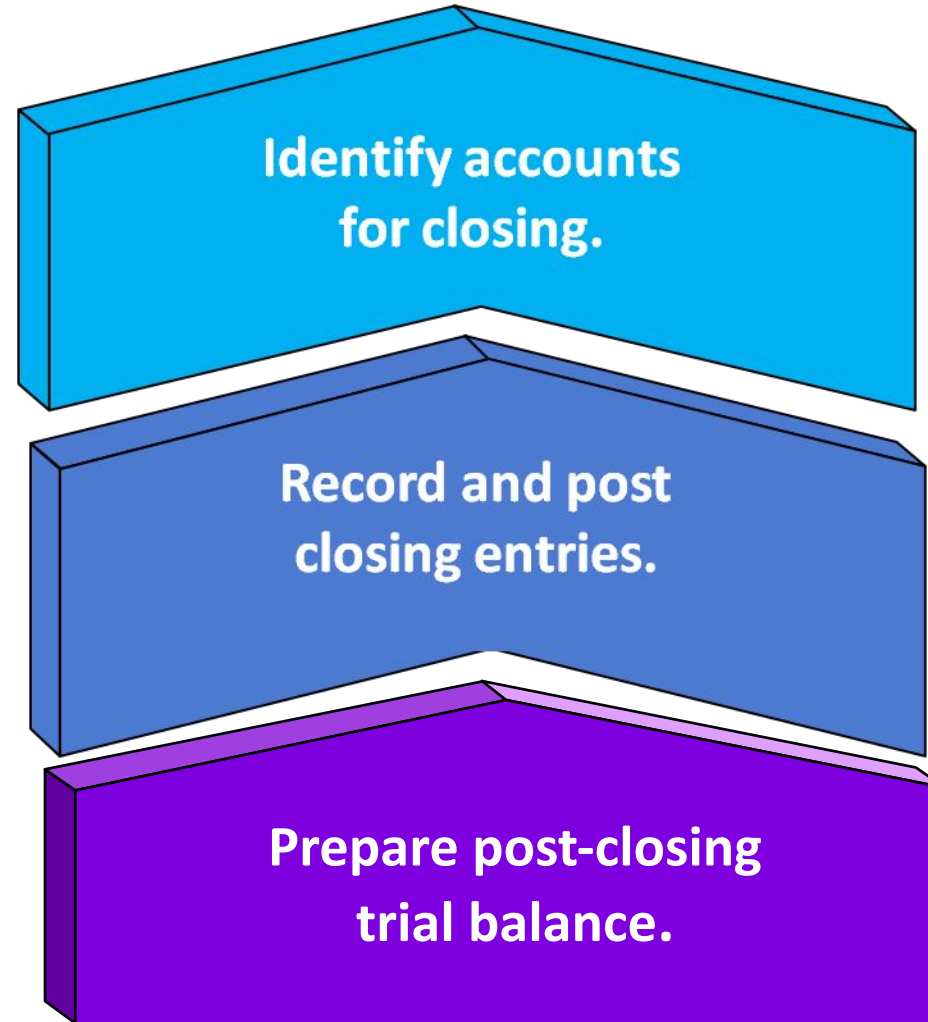 Identify accounts
for closing.
Record and post
closing entries.
Prepare post-closing
trial balance.